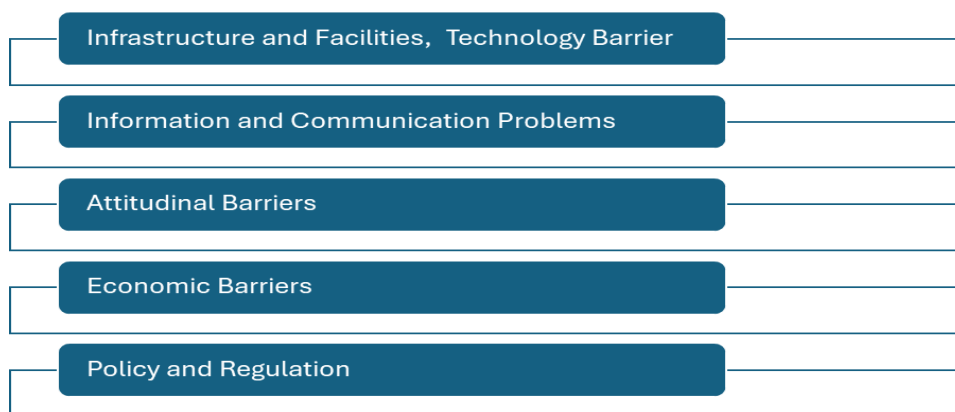 Infrastructure and Facilities,  Technology Barrier
Information and Communication Problems
Attitudinal Barriers
Economic Barriers
Policy and Regulation